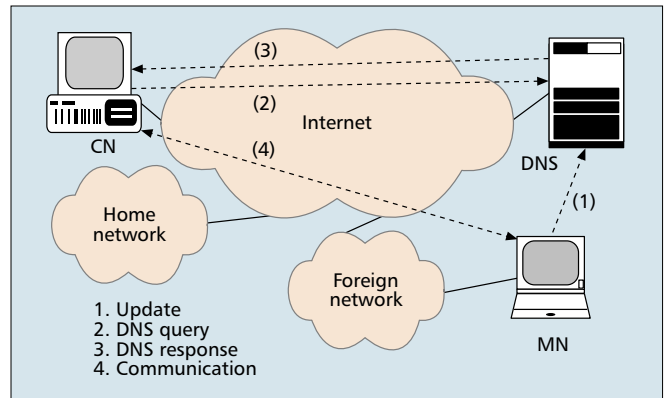 (3)
(2)
Internet
(4)
CN
DNS
(1)
Home
network
Foreign
network
MN
1. Update
2. DNS query
3. DNS response
4. Communication